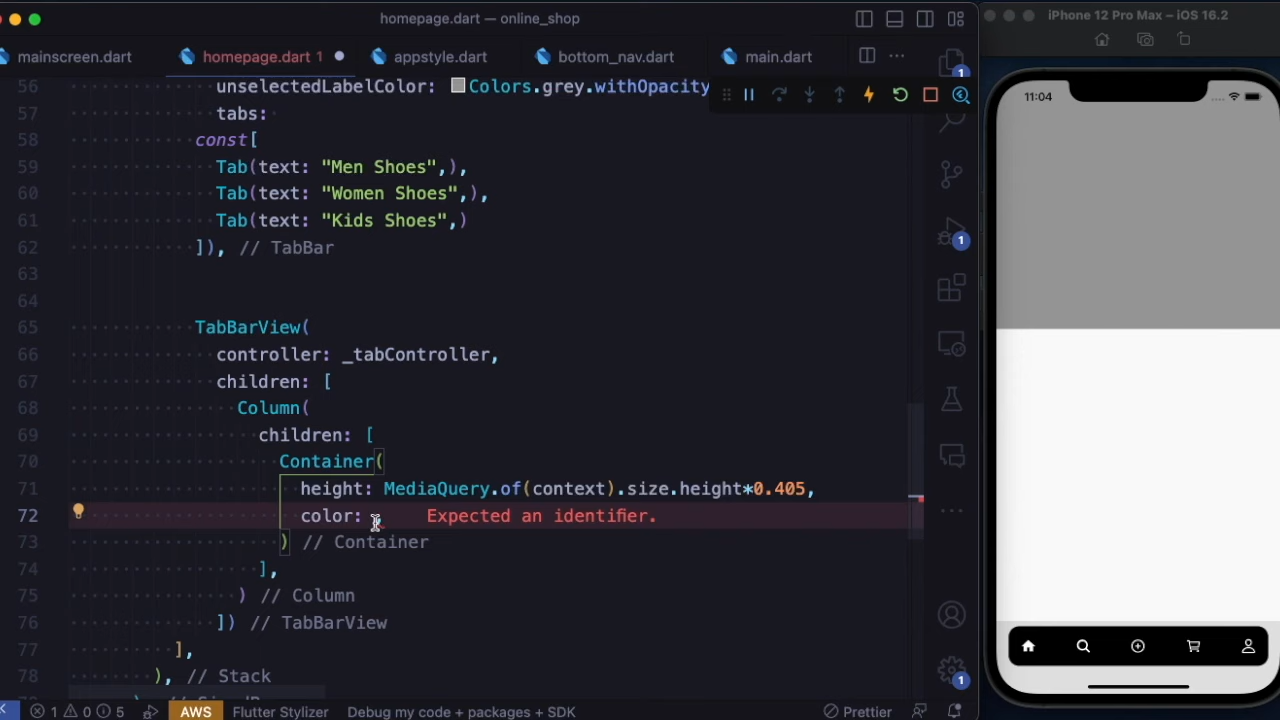 homepage.dart — online_shop
iPhone 12 Pro Max – iOS 16.2
mainscreen.dart
homepage.dart 1
appstyle.dart
bottom_nav.dart
main.dart
56 unselectedLabelColor: Colors.grey.withOpacity
57 tabs:
58 const[
59 Tab(text: "Men Shoes",),
60 Tab(text: "Women Shoes",),
61 Tab(text: "Kids Shoes",)
62 ]), // TabBar
63
64
65 TabBarView(
66 controller: _tabController,
67 children: [
68 Column(
69 children: [
70 Container(
71 height: MediaQuery.of(context).size.height*0.405,
72 color: , Expected an identifier.
73 ) // Container
74 ],
75 ) // Column
76 ]) // TabBarView
77 ],
78 ), // Stack
1
1
1
11:04
1 0 5 AWS Flutter Stylizer Debug my code + packages + SDK Prettier